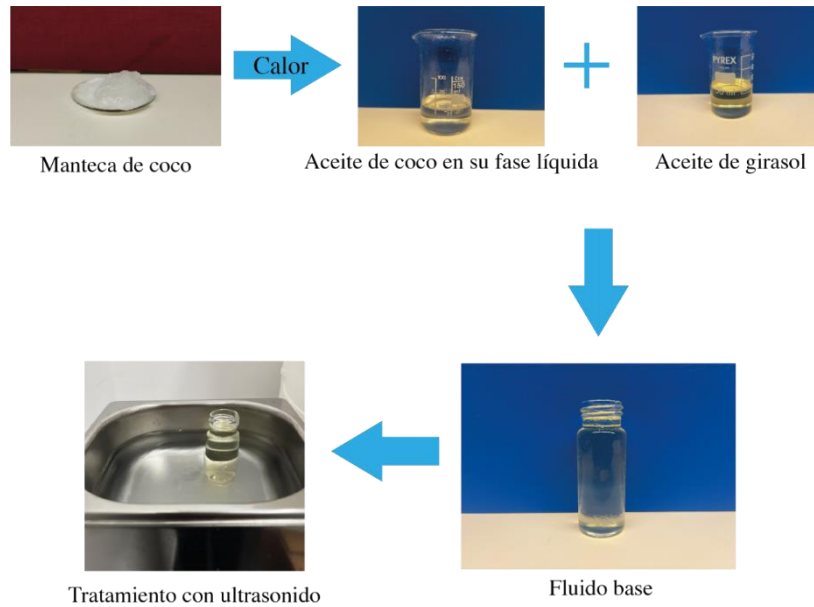 Calor
PYREX
Manteca de coco
Aceite de coco en su fase líquida
Aceite de girasol
Fluido base
Tratamiento con ultrasonido